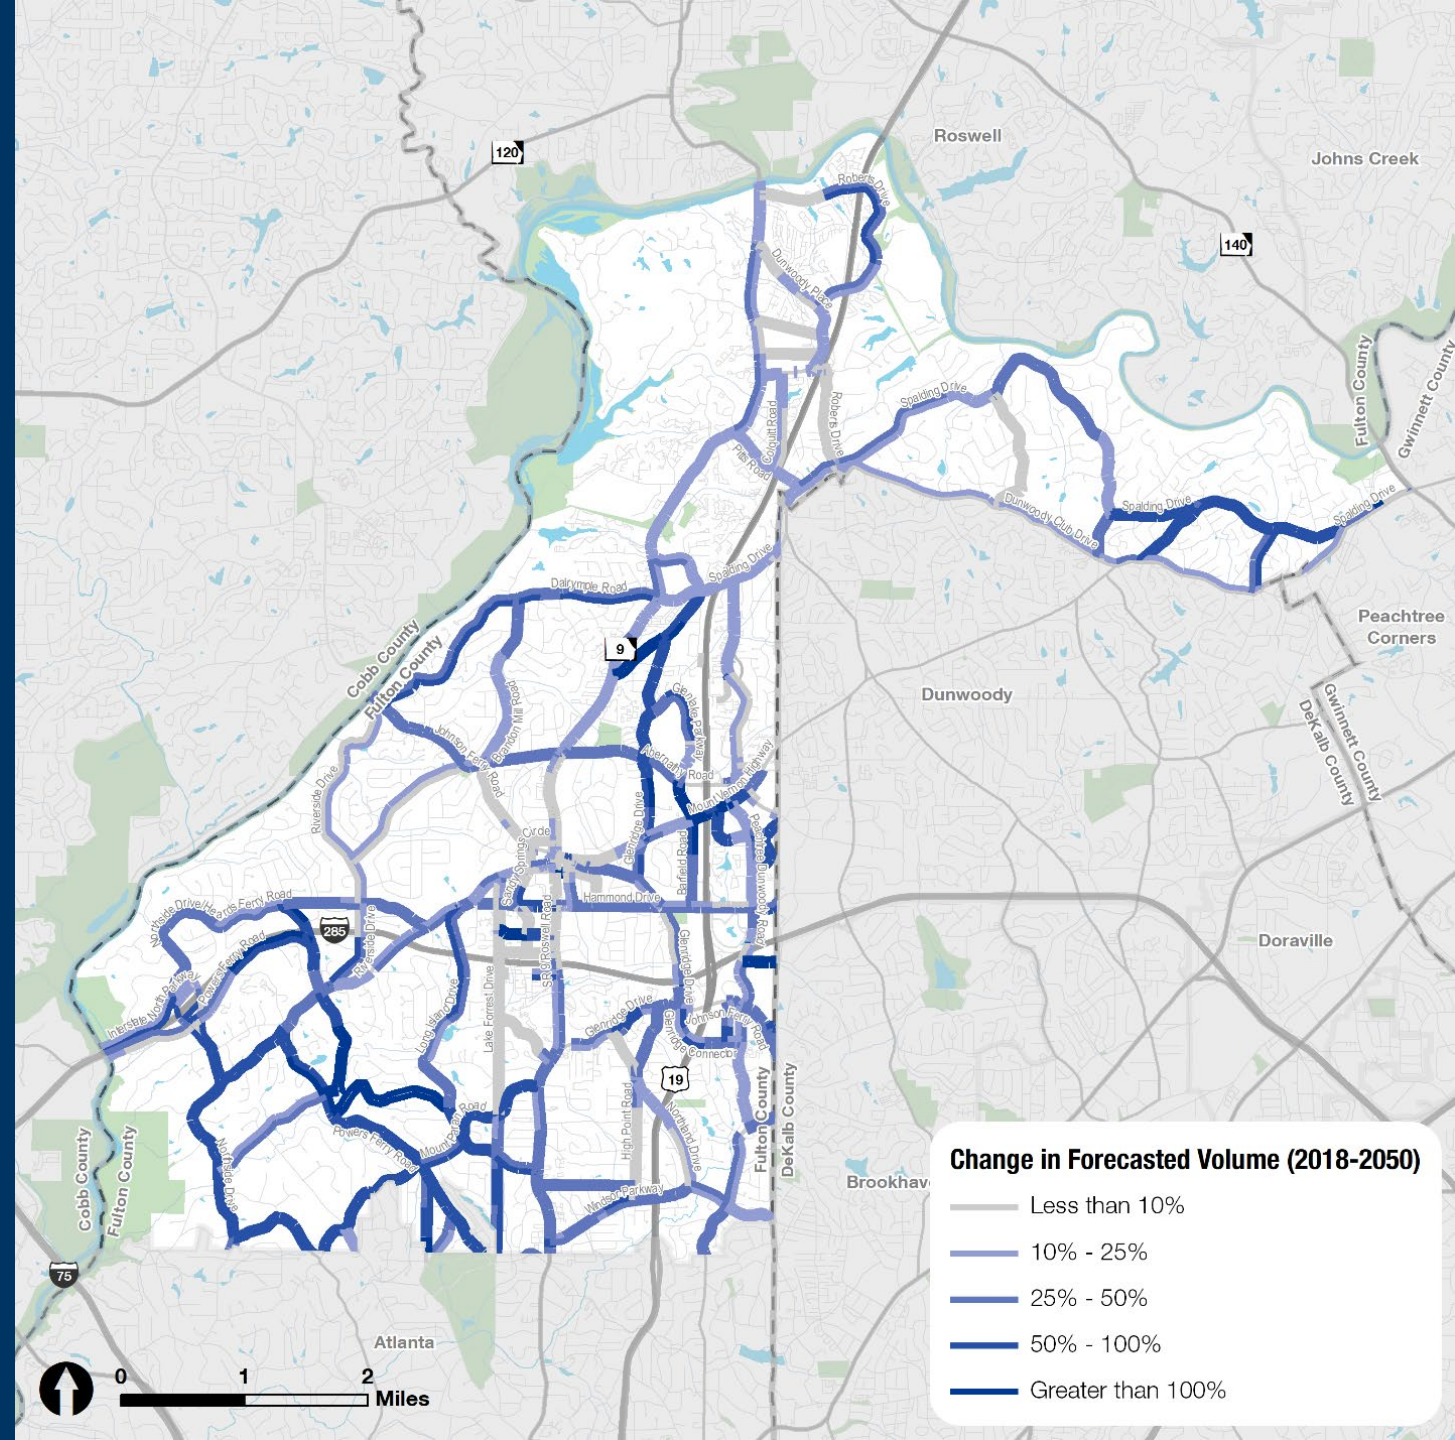 Roswell
Johns Creek
120
140
Roberts Drive
Dunwoody Place
Fulton County
Gwinnett County
Spalding Drive
Roberts Drive
Colquitt Road
Pitts Road
Dunwoody Club Drive
Spalding Drive
Spalding Drive
Spalding Drive
Dalrymple Road
Peachtree
Corners
9
Cobb County
Fulton County
Dunwoody
Gwinnett County
DeKalb County
Glenlake Parkway
Brandon Mill Road
Johnson Ferry Road
Abernathy Road
Mount Vernon Highway
Riverside Drive
Glenridge Drive
Barfield Road
Peachtree Dunwoody Road
Sandy Springs Circle
Hammond Drive
Northside Drive/Heards Ferry Road
285
Riverside Drive
Powers Ferry Road
Interstate North Parkway
SR 9/Roswell Road
Glenridge Drive
Doraville
Lake Forrest Drive
Long Island Drive
Glenridge Drive
Johnson Ferry Road
Glenridge Connector
19
High Point Road
Northland Drive
Mount Paran Road
Powers Ferry Road
Northside Drive
Windsor Parkway
Fulton County
DeKalb County
Cobb County
Fulton County
Brookhav
75
Atlanta
0 1 2
Miles
Change in Forecasted Volume (2018-2050)
Less than 10%
10% - 25%
25% - 50%
50% - 100%
Greater than 100%